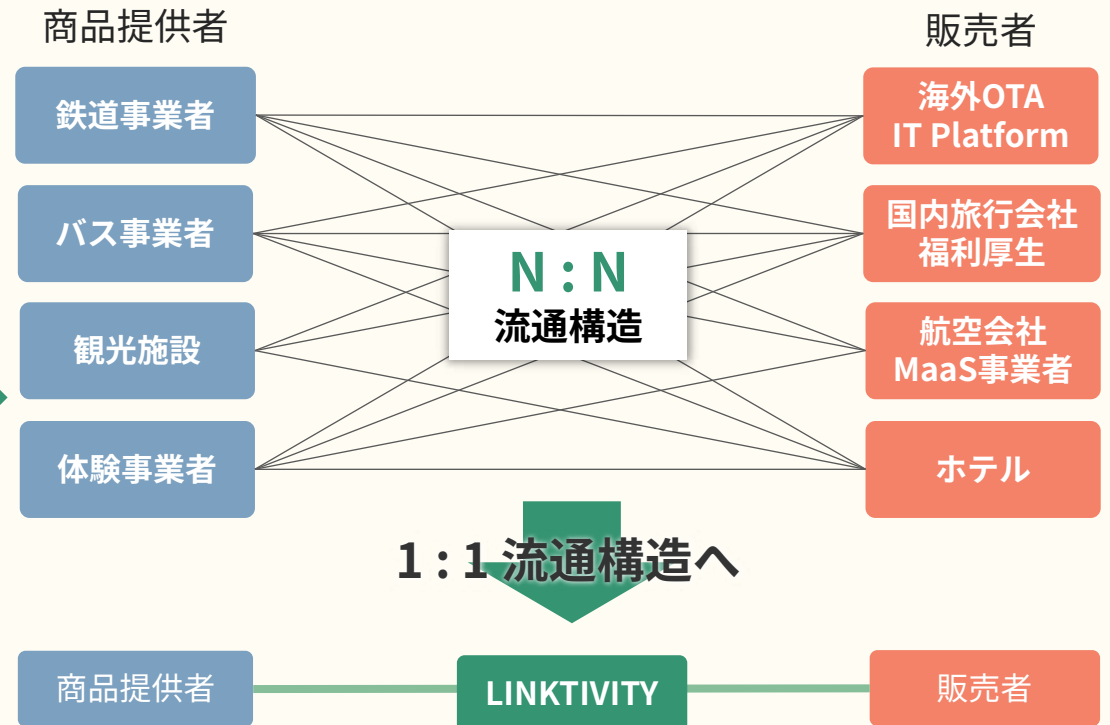 商品提供者
販売者
鉄道事業者
海外OTA
IT Platform
バス事業者
国内旅行会社
福利厚生
N : N
流通構造
観光施設
航空会社
MaaS事業者
体験事業者
ホテル
1 : 1 流通構造へ
商品提供者
LINKTIVITY
販売者